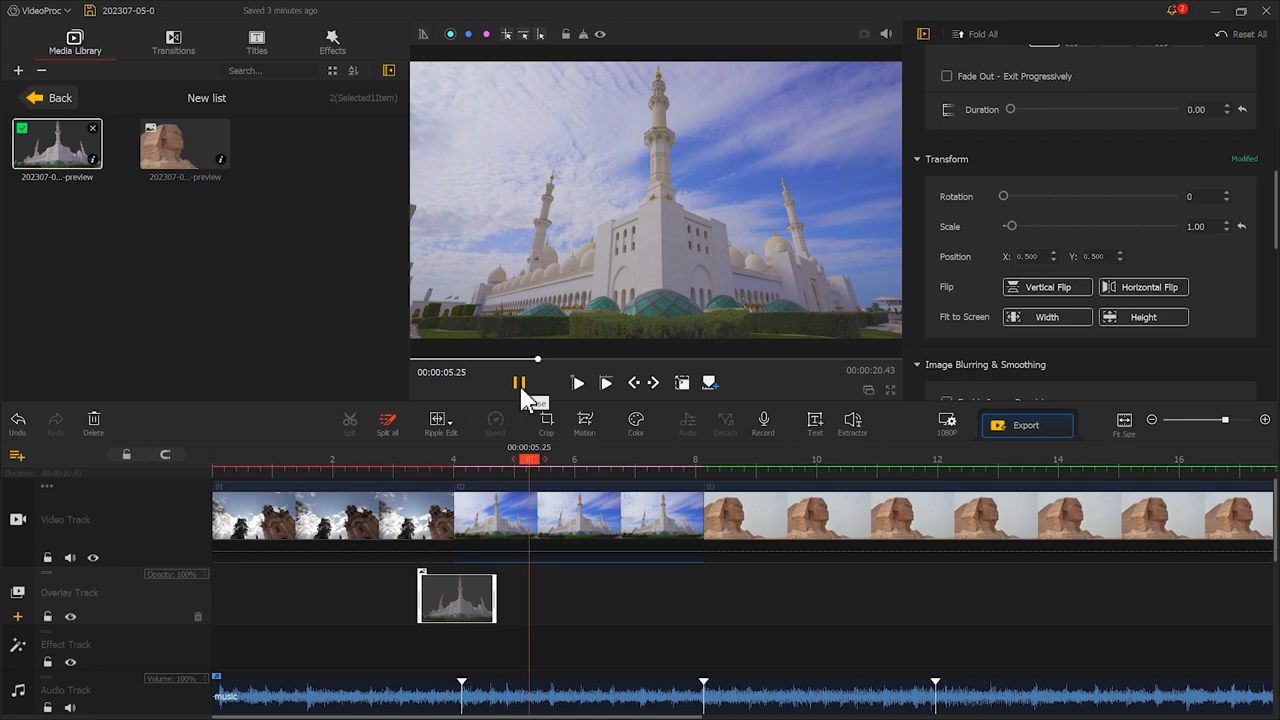 VideoProc
202307-05-0
Saved 3 minutes ago
2
Media Library
Transitions
Titles
Effects
Fold All
Reset All
Search...
Back
New list
2(Selected1Item)
202307-0...-preview
202307-0...-preview
Fade Out - Exit Progressively
Duration
0.00
Transform
Modified
Rotation
0
Scale
1.00
Position
X: 0.500
Y: 0.500
Flip
Vertical Flip
Horizontal Flip
Fit to Screen
Width
Height
Image Blurring & Smoothing
00:00:05.25
00:00:20.43
Undo
Redo
Delete
Split
Split all
Ripple Edit
Speed
Crop
Motion
Color
Audio
Detach
Record
Text
Extractor
1080P
Export
Fit Size
00:00:05.25
Duration: 00:00:20.43
2
4
6
8
10
12
14
16
01
02
03
Video Track
Opacity: 100%
Overlay Track
Effect Track
Volume: 100%
Audio Track
music